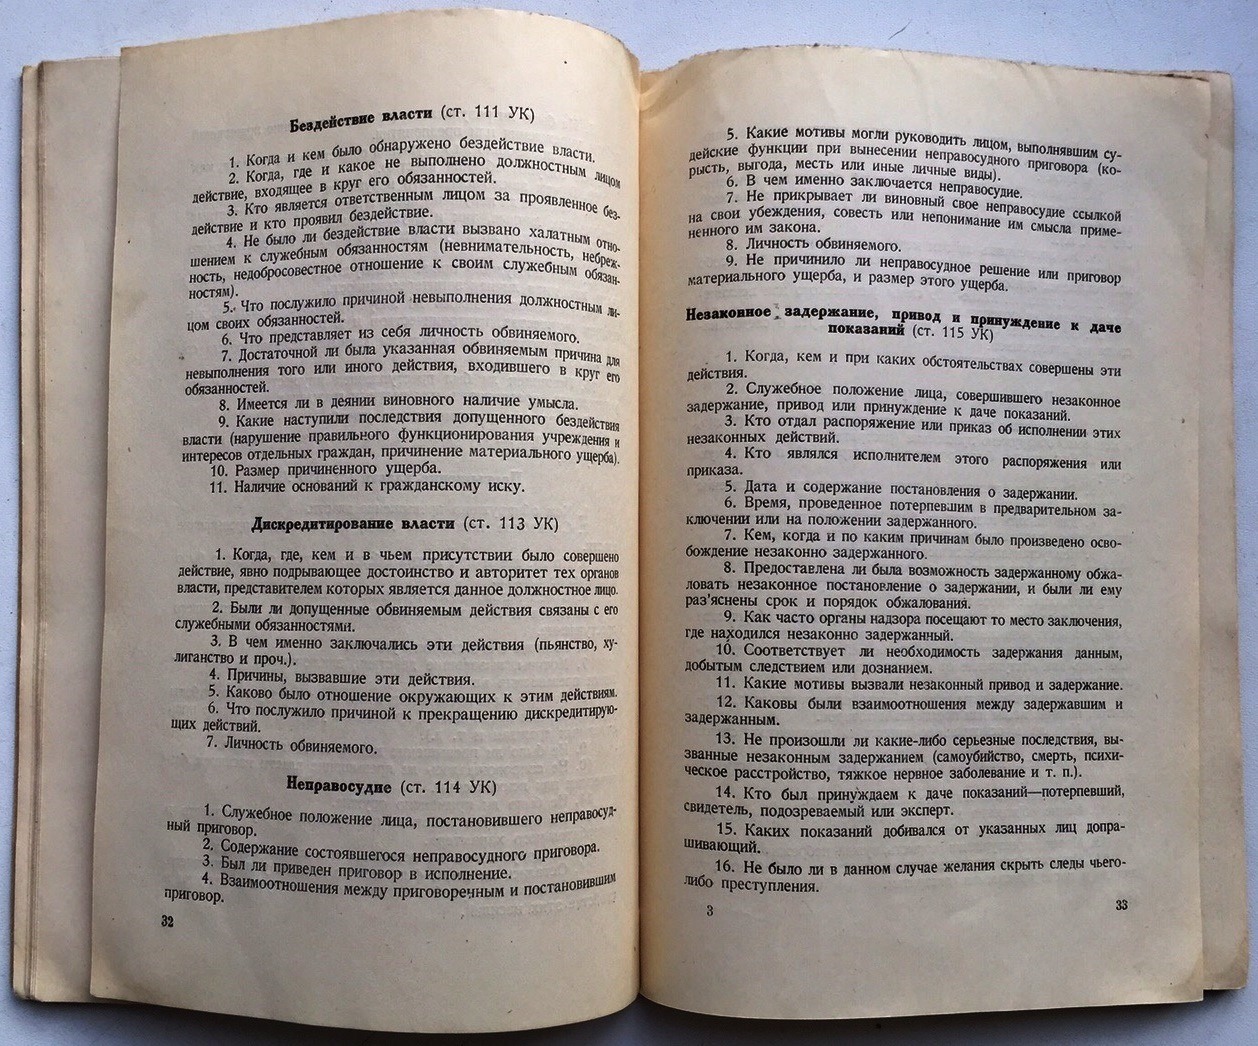 Бездействие власти (ст. 111 УК)
1. Когда и кем было обнаружено бездействие власти.
2. Когда, где и какое не выполнено должностным лицом
действие, входящее в круг его обязанностей.
3. Кто является ответственным лицом за проявленное без-
действие и кто проявил бездействие.
4. Не было ли бездействие власти вызвано халатным отно-
шением к служебным обязанностям (невнимательность, небреж-
ность, недобросовестное отношение к своим служебным обязан-
ностям).
5. Что послужило причиной невыполнения должностным ли-
цом своих обязанностей.
6. Что представляет из себя личность обвиняемого.
7. Достаточной ли была указанная обвиняемым причина для
невыполнения того или иного действия, входившего в круг его
обязанностей.
8. Имеется ли в деянии виновного наличие умысла.
9. Какие наступили последствия допущенного бездействия
власти (нарушение правильного функционирования учреждения и
интересов отдельных граждан, причинение материального ущерба).
10. Размер причиненного ущерба.
11. Наличие оснований к гражданскому иску.
Дискредитирование власти (ст. 113 УК)
1. Когда, где, кем и в чьем присутствии было совершено
действие, явно подрывающее достоинство и авторитет тех органов
власти, представителем которых является данное должностное лицо.
2. Были ли допущенные обвиняемым действия связаны с его
служебными обязанностями.
3. В чем именно заключались эти действия (пьянство, ху-
лиганство и проч.).
4. Причины, вызвавшие эти действия.
5. Каково было отношение окружающих к этим действиям.
6. Что послужило причиной к прекращению дискредитирую-
щих действий.
7. Личность обвиняемого.
Неправосудие (ст. 114 УК)
1. Служебное положение лица, постановившего неправосуд-
ный приговор.
2. Содержание состоявшегося неправосудного приговора.
3. Был ли приведен приговор в исполнение.
4. Взаимоотношения между приговоренным и постановившим
приговор.
32
5. Какие мотивы могли руководить лицом, выполнявшим су-
дейские функции при вынесении неправосудного приговора (ко-
рысть, выгода, месть или иные личные виды).
6. В чем именно заключается неправосудие.
7. Не прикрывает ли виновный свое неправосудие ссылкой
на свои убеждения, совесть или непонимание им смысла приме-
ненного им закона.
8. Личность обвиняемого.
9. Не причинило ли неправосудное решение или приговор
материального ущерба, и размер этого ущерба.
Незаконное задержание, привод и принуждение к даче
показаний (ст. 115 УК)
1. Когда, кем и при каких обстоятельствах совершены эти
действия.
2. Служебное положение лица, совершившего незаконное
задержание, привод или принуждение к даче показаний.
3. Кто отдал распоряжение или приказ об исполнении этих
незаконных действий.
4. Кто являлся исполнителем этого распоряжения или
приказа.
5. Дата и содержание постановления о задержании.
6. Время, проведенное потерпевшим в предварительном за-
ключении или на положении задержанного.
7. Кем, когда и по каким причинам было произведено осво-
бождение незаконно задержанного.
8. Предоставлена ли была возможность задержанному обжа-
ловать незаконное постановление о задержании, и были ли ему
раз'яснены срок и порядок обжалования.
9. Как часто органы надзора посещают то место заключения,
где находился незаконно задержанный.
10. Соответствует ли необходимость задержания данным,
добытым следствием или дознанием.
11. Какие мотивы вызвали незаконный привод и задержание.
12. Каковы были взаимоотношения между задержавшим и
задержанным.
13. Не произошли ли какие-либо серьезные последствия, вы-
званные незаконным задержанием (самоубийство, смерть, психи-
ческое расстройство, тяжкое нервное заболевание и т. п.).
14. Кто был принуждаем к даче показаний—потерпевший,
свидетель, подозреваемый или эксперт.
15. Каких показаний добивался от указанных лиц допра-
шивающий.
16. Не было ли в данном случае желания скрыть следы чьего-
либо преступления.
3
33